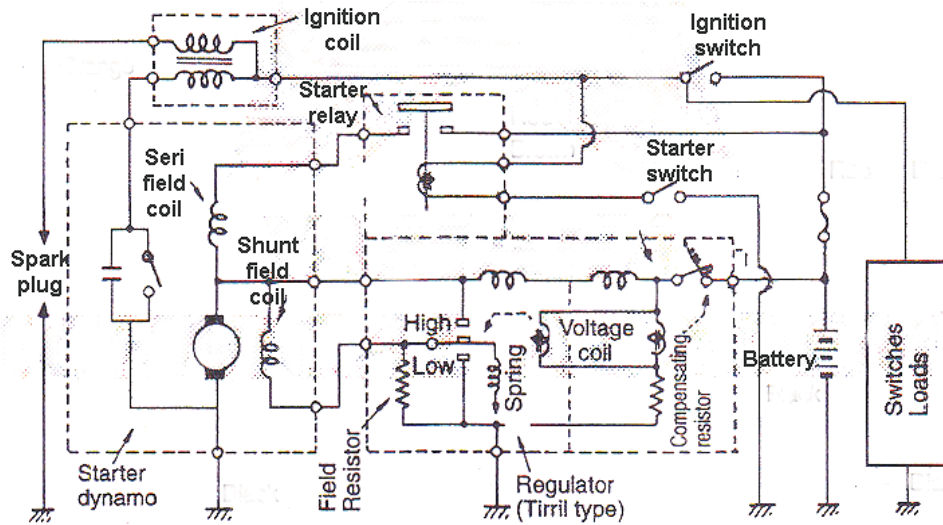 Ignition
coil
Ignition
switch
Starter
relay
Seri
field
coil
Starter
switch
Shunt
field
coil
Spark
plug
High
Low
Voltage
coil
Spring
Compensating
resistor
Battery
Switches
Loads
Starter
dynamo
Field
Resistor
Regulator
(Tirril type)